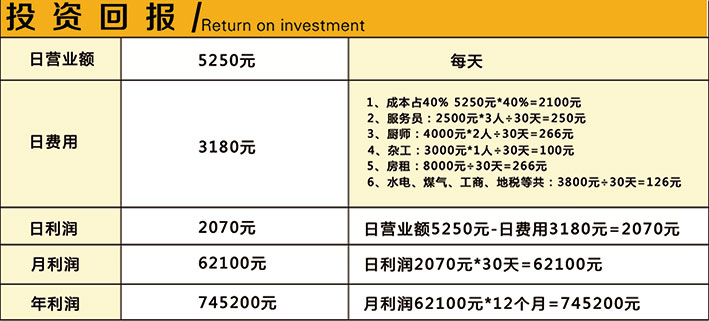 投资回报/Return on investment
日营业额 5250元 每天
日费用 3180元
1、成本占40% 5250元*40%=2100元
2、服务员：2500元*3人÷30天=250元
3、厨师：4000元*2人÷30天=266元
4、杂工：3000元*1人÷30天=100元
5、房租：8000元÷30天=266元
6、水电、煤气、工商、地税等共：3800元÷30天=126元
日利润 2070元 日营业额5250元-日费用3180元=2070元
月利润 62100元 日利润2070元*30天=62100元
年利润 745200元 月利润62100元*12个月=745200元